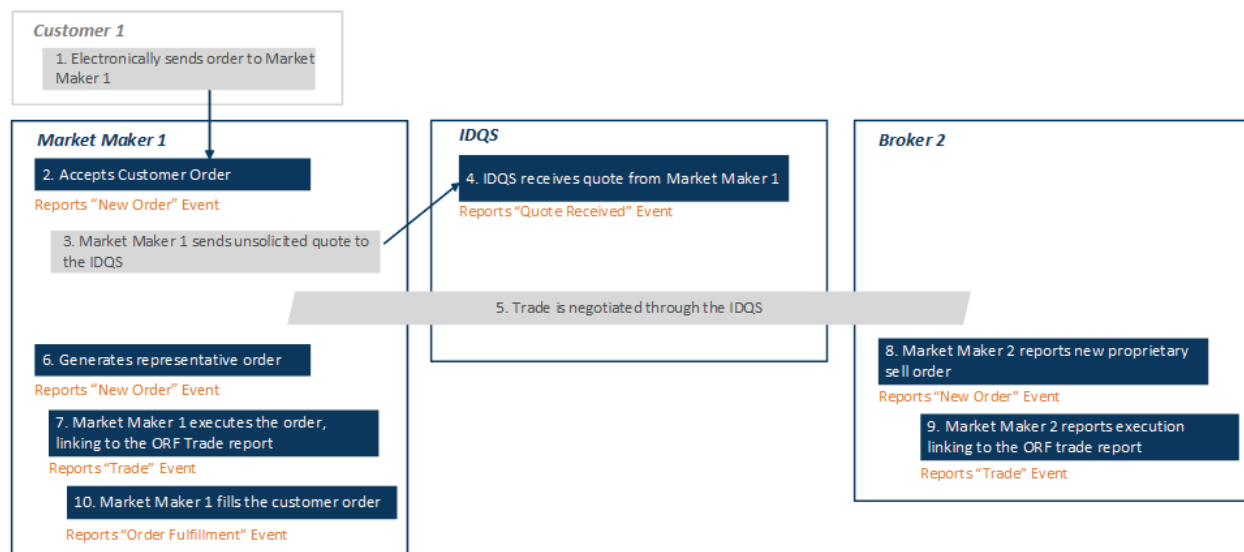 Customer 1
1. Electronically sends order to Market
Maker 1
Market Maker 1
2. Accepts Customer Order
Reports “New Order” Event
3. Market Maker 1 sends unsolicited quote to
the IDQS
IDQS
4. IDQS receives quote from Market Maker 1
Reports “Quote Received” Event
Broker 2
5. Trade is negotiated through the IDQS
6. Generates representative order
Reports “New Order” Event
7. Market Maker 1 executes the order,
linking to the ORF Trade report
Reports “Trade” Event
8. Market Maker 2 reports new proprietary
sell order
Reports “New Order” Event
9. Market Maker 2 reports execution
linking to the ORF trade report
Reports “Trade” Event
10. Market Maker 1 fills the customer order
Reports “Order Fulfillment” Event